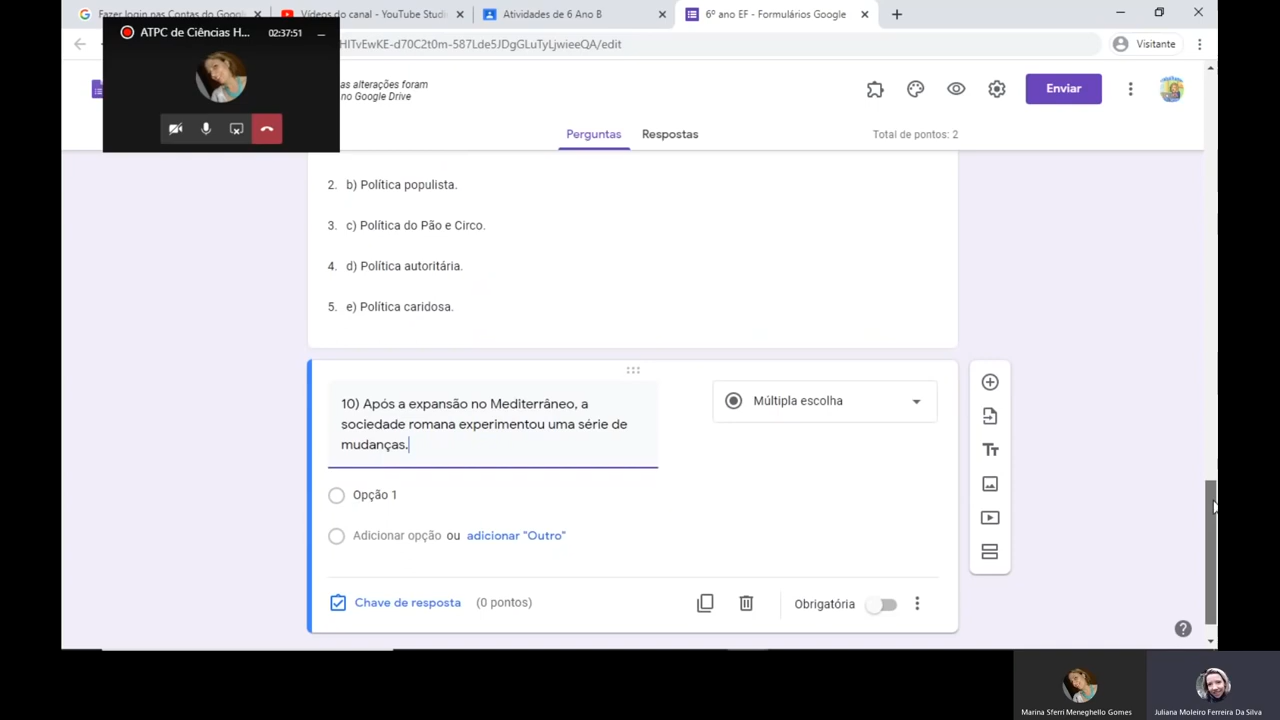 Fazer login nas Contas do Googl
Vídeos do canal - YouTube Studi
Atividades de 6 Ano B
6º ano EF - Formulários Google
ATPC de Ciências H...
02:37:51
HITvEwKE-d70C2t0m-587Lde5JDgGLuTyLjwieeQA/edit
Visitante
as alterações foram
no Google Drive
Enviar
Perguntas
Respostas
Total de pontos: 2
2. b) Política populista.
3. c) Política do Pão e Circo.
4. d) Política autoritária.
5. e) Política caridosa.
10) Após a expansão no Mediterrâneo, a
sociedade romana experimentou uma série de
mudanças.
Múltipla escolha
Opção 1
Adicionar opção ou adicionar "Outro"
Chave de resposta (0 pontos)
Obrigatória
Marina Sferri Meneghello Gomes
Juliana Moleiro Ferreira Da Silva